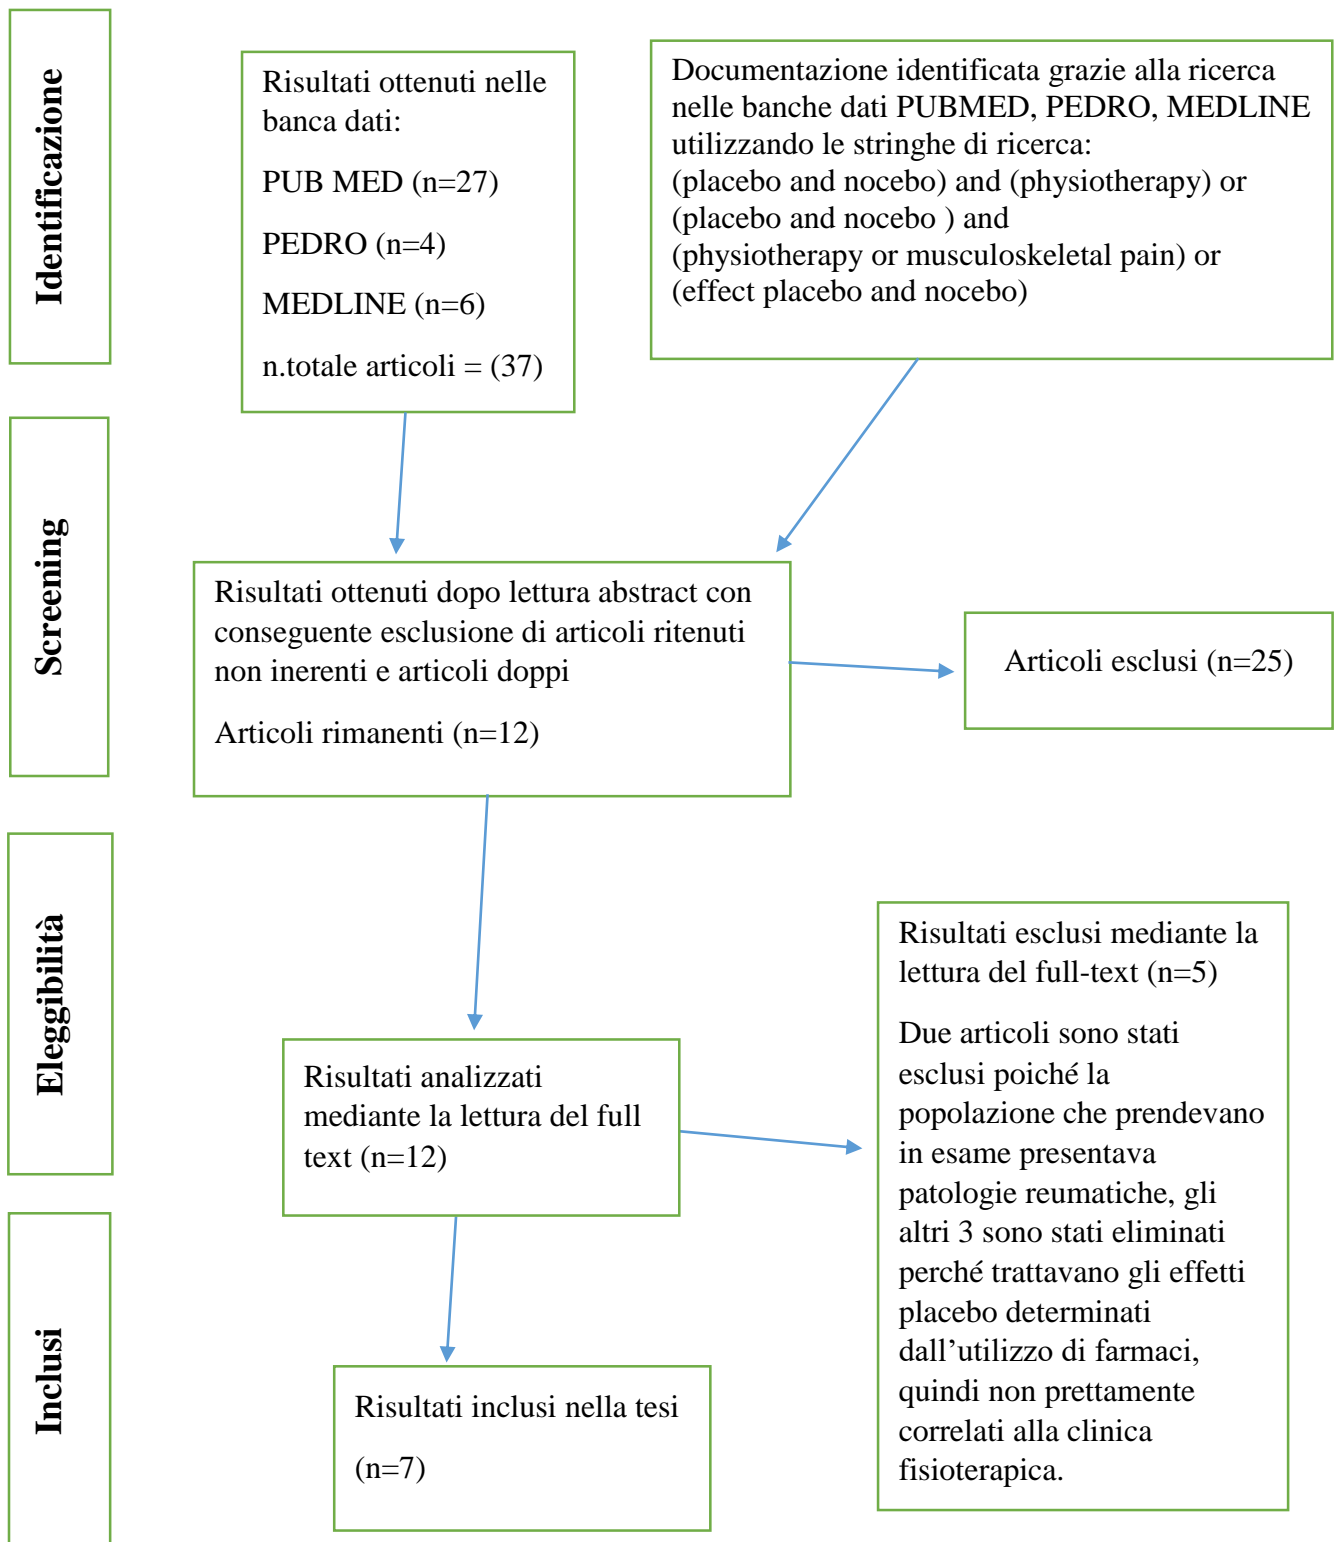 Identificazione
Risultati ottenuti nelle
banca dati:
PUB MED (n=27)
PEDRO (n=4)
MEDLINE (n=6)
n.totale articoli = (37)
Documentazione identificata grazie alla ricerca
nelle banche dati PUBMED, PEDRO, MEDLINE
utilizzando le stringhe di ricerca:
(placebo and nocebo) and (physiotherapy) or
(placebo and nocebo ) and
(physiotherapy or musculoskeletal pain) or
(effect placebo and nocebo)
Screening
Risultati ottenuti dopo lettura abstract con
conseguente esclusione di articoli ritenuti
non inerenti e articoli doppi
Articoli rimanenti (n=12)
Articoli esclusi (n=25)
Eleggibilità
Risultati analizzati
mediante la lettura del full
text (n=12)
Risultati esclusi mediante la
lettura del full-text (n=5)
Due articoli sono stati
esclusi poiché la
popolazione che prendevano
in esame presentava
patologie reumatiche, gli
altri 3 sono stati eliminati
perché trattavano gli effetti
placebo determinati
dall’utilizzo di farmaci,
quindi non prettamente
correlati alla clinica
fisioterapica.
Inclusi
Risultati inclusi nella tesi
(n=7)